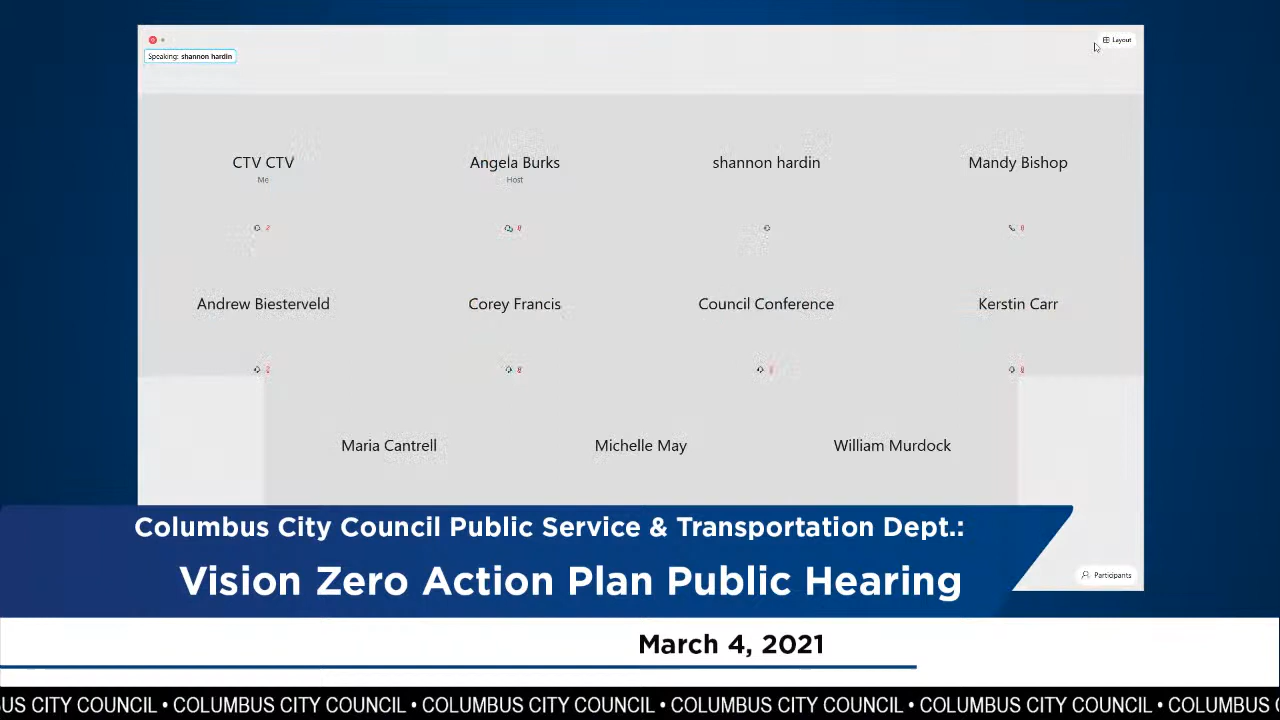 Layout
Speaking: shannon hardin
CTV CTV
Me
Angela Burks
Host
shannon hardin
Mandy Bishop
Andrew Biesterveld
Corey Francis
Council Conference
Kerstin Carr
Maria Cantrell
Michelle May
William Murdock
Columbus City Council Public Service & Transportation Dept.:
Vision Zero Action Plan Public Hearing
Participants
March 4, 2021
US CITY COUNCIL • COLUMBUS CITY COUNCIL • COLUMBUS CITY COUNCIL • COLUMBUS CITY COUNCIL • COLUMBUS